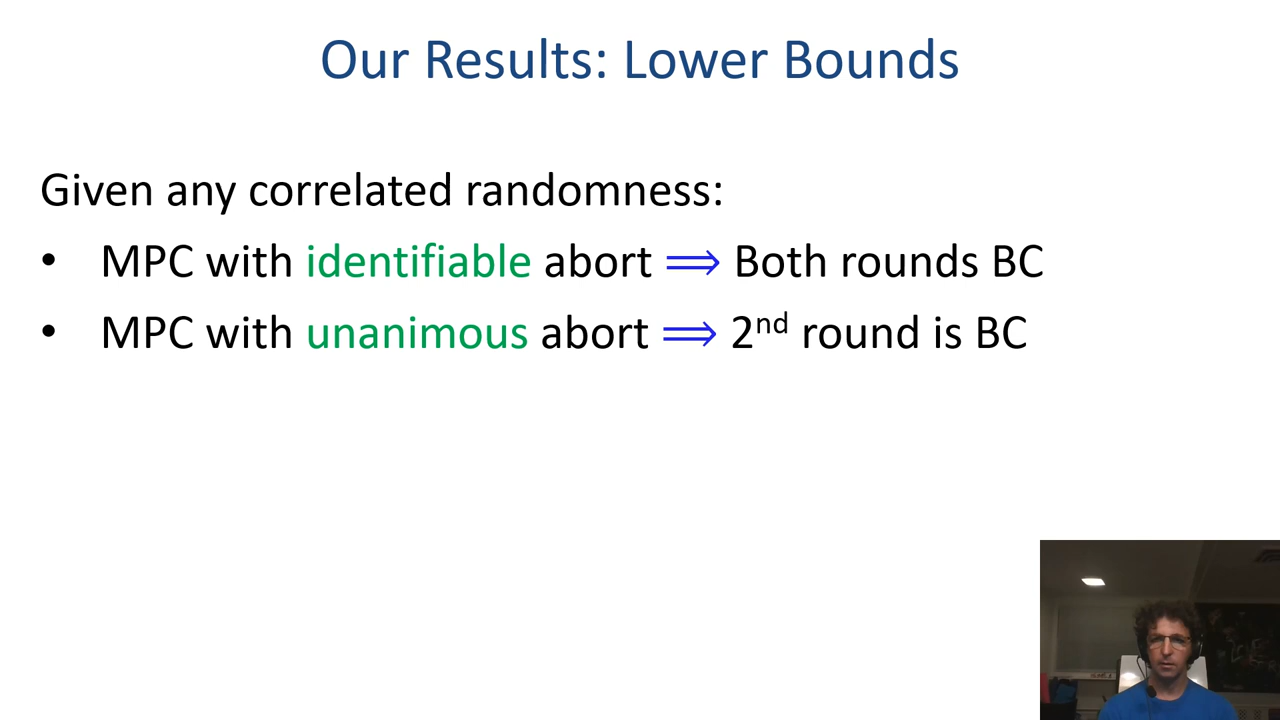 Our Results: Lower Bounds
Given any correlated randomness:
• MPC with identifiable abort ⟹ Both rounds BC
• MPC with unanimous abort ⟹ 2nd round is BC